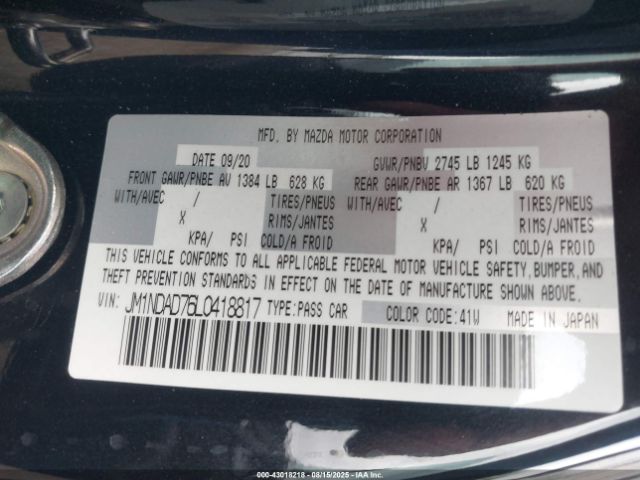 MFD. BY MAZDA MOTOR CORPORATION
DATE 09/20 GVWR/PNBV 2745 LB 1245 KG
FRONT GAWR/PNBE AV 1384 LB 628 KG REAR GAWR/PNBE AR 1367 LB 620 KG
WITH/AVEC / TIRES/PNEUS WITH/AVEC / TIRES/PNEUS
X RIMS/JANTES X RIMS/JANTES
KPA/ PSI COLD/A FROID KPA/ PSI COLD/A FROID
THIS VEHICLE CONFORMS TO ALL APPLICABLE FEDERAL MOTOR VEHICLE SAFETY, BUMPER, AND
THEFT PREVENTION STANDARDS IN EFFECT ON THE DATE OF MANUFACTURE SHOWN ABOVE.
VIN: JM1NDAD76L0418817 TYPE: PASS CAR COLOR CODE: 41W MADE IN JAPAN
000-43018218 - 08/15/2025 - IAA Inc.